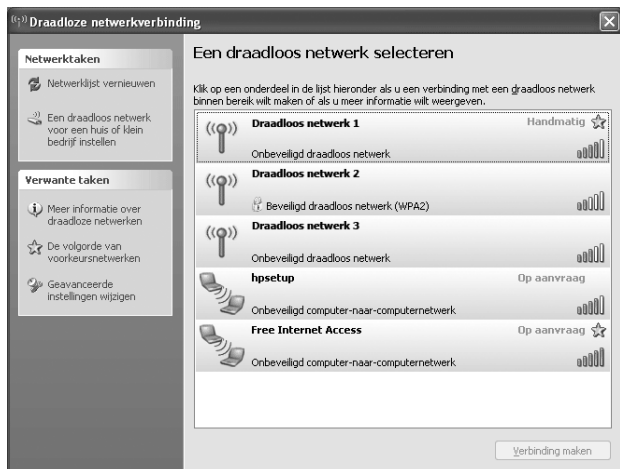 Draadloze netwerkverbinding
Netwerktaken
Netwerklijst vernieuwen
Een draadloos netwerk
voor een huis of klein
bedrijf instellen
Verwante taken
Meer informatie over
draadloze netwerken
De volgorde van
voorkeursnetwerken
Geavanceerde
instellingen wijzigen
Een draadloos netwerk selecteren
Klik op een onderdeel in de lijst hieronder als u een verbinding met een draadloos netwerk
binnen bereik wilt maken of als u meer informatie wilt weergeven.
Draadloos netwerk 1 Handmatig
Onbeveiligd draadloos netwerk
Draadloos netwerk 2
Beveiligd draadloos netwerk (WPA2)
Draadloos netwerk 3
Onbeveiligd draadloos netwerk
hpsetup Op aanvraag
Onbeveiligd computer-naar-computernetwerk
Free Internet Access Op aanvraag
Onbeveiligd computer-naar-computernetwerk
Verbinding maken